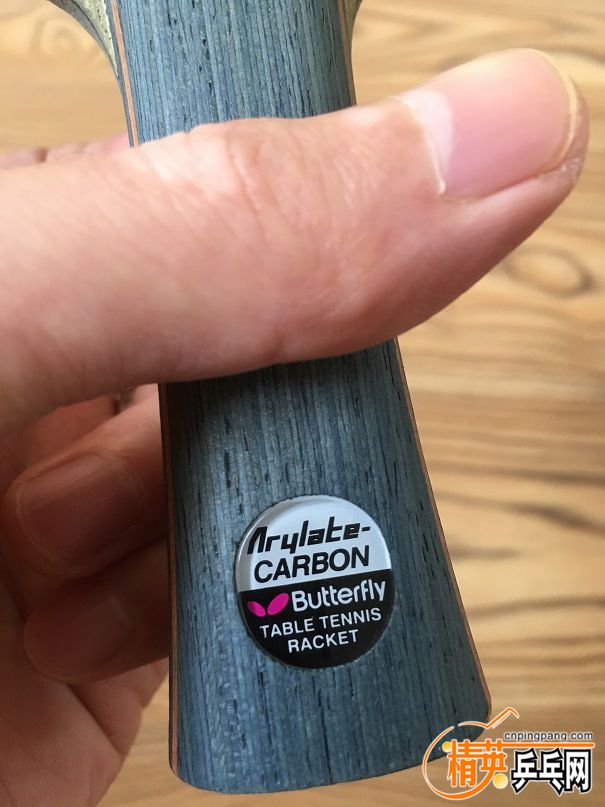 Arylate-
CARBON
Butterfly
TABLE TENNIS
RACKET
cnpingpang.com
精英乒乓网